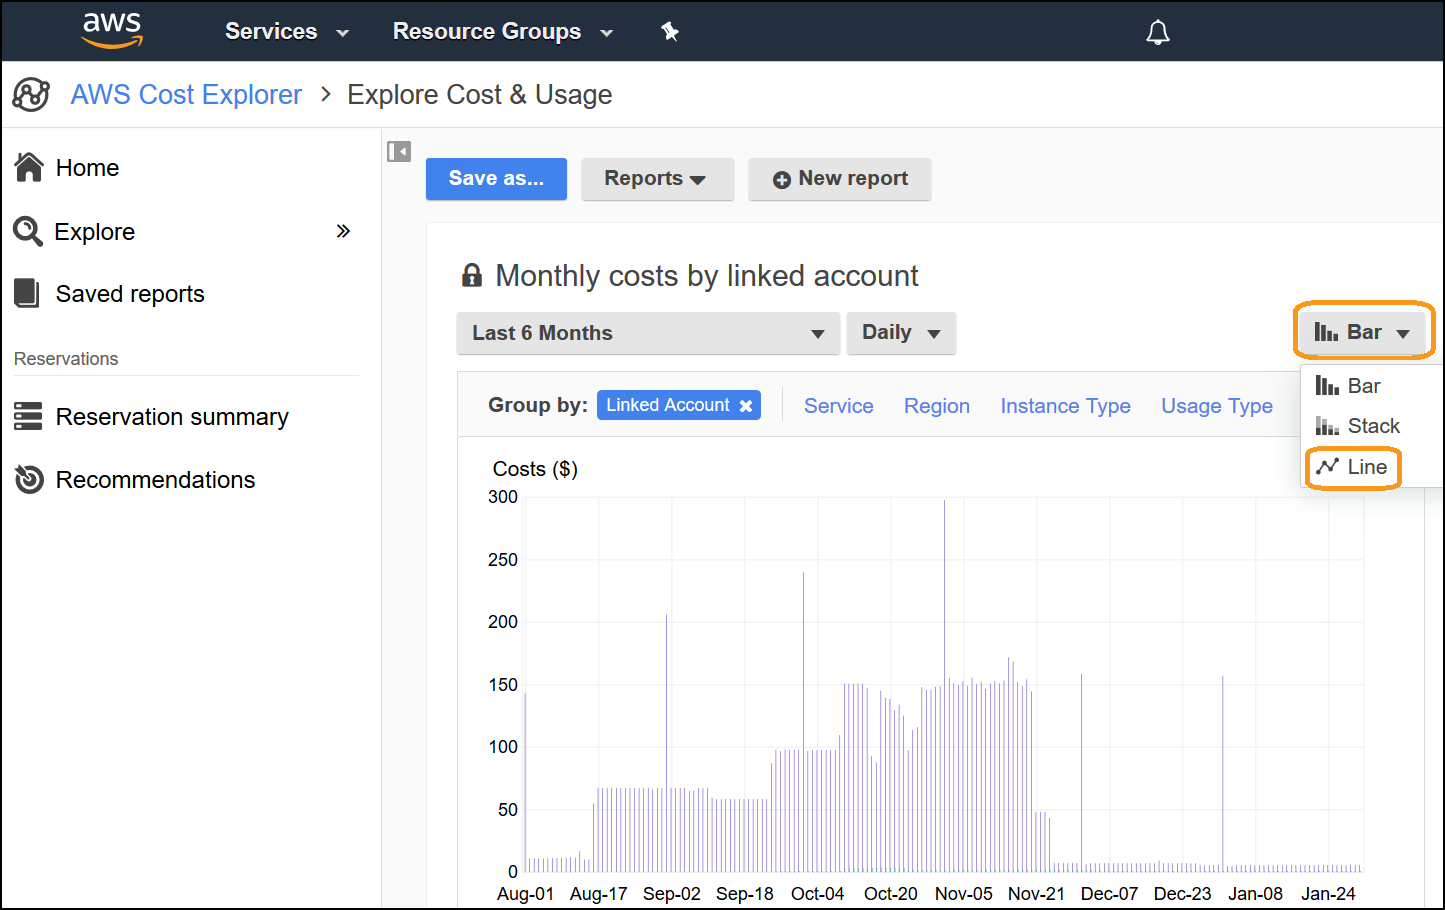 aws Services Resource Groups
AWS Cost Explorer > Explore Cost & Usage
Home
Explore »
Saved reports
Reservations
Reservation summary
Recommendations
Save as... Reports New report
Monthly costs by linked account
Last 6 Months Daily Bar
Bar
Stack
Line
Group by: Linked Account × Service Region Instance Type Usage Type
Costs ($)
300
250
200
150
100
50
0
Aug-01 Aug-17 Sep-02 Sep-18 Oct-04 Oct-20 Nov-05 Nov-21 Dec-07 Dec-23 Jan-08 Jan-24